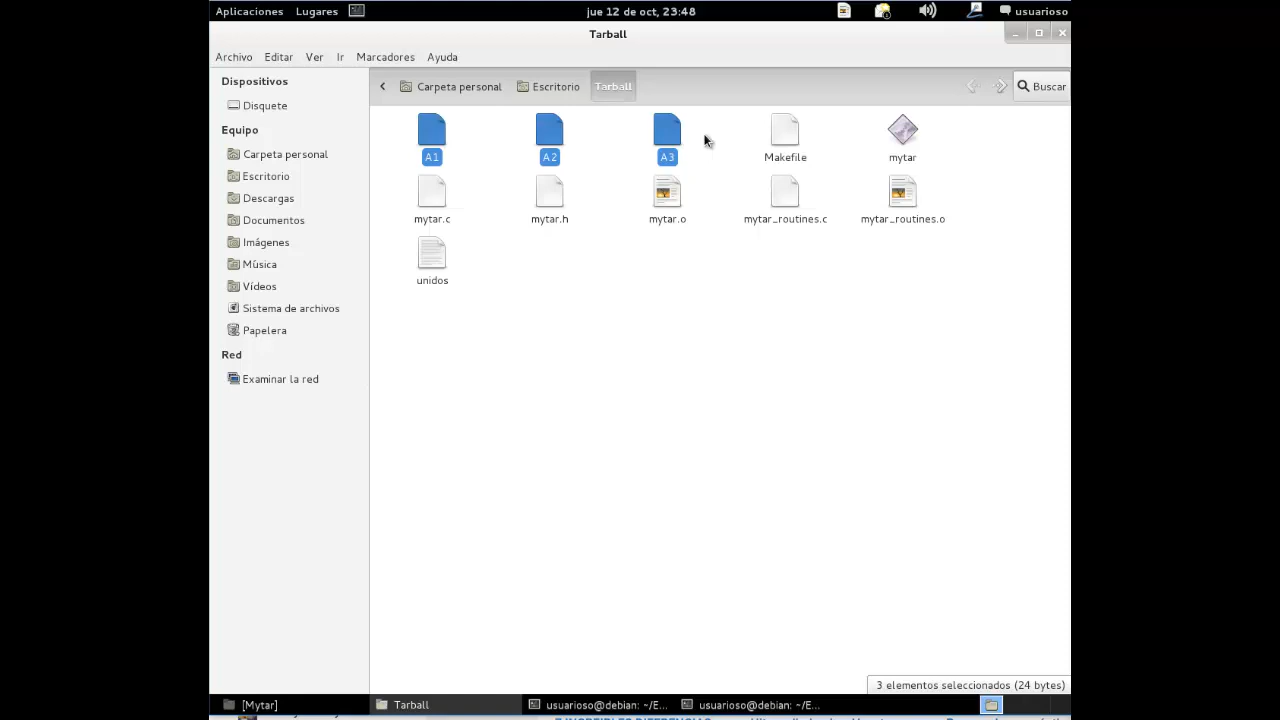 Aplicaciones Lugares jue 12 de oct, 23:48 usuarioso
Tarball
Archivo Editar Ver Ir Marcadores Ayuda
Dispositivos
Disquete
Equipo
Carpeta personal
Escritorio
Descargas
Documentos
Imágenes
Música
Vídeos
Sistema de archivos
Papelera
Red
Examinar la red
Carpeta personal Escritorio Tarball Buscar
A1 A2 A3 Makefile mytar
mytar.c mytar.h mytar.o mytar_routines.c mytar_routines.o
unidos
3 elementos seleccionados (24 bytes)
[Mytar] Tarball usuarioso@debian: ~/E... usuarioso@debian: ~/E...